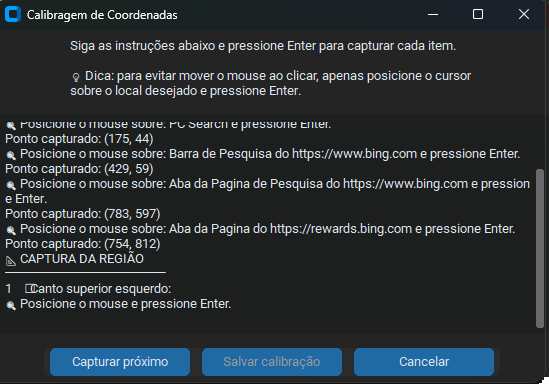 Calibragem de Coordenadas
Siga as instruções abaixo e pressione Enter para capturar cada item.
💡 Dica: para evitar mover o mouse ao clicar, apenas posicione o cursor
sobre o local desejado e pressione Enter.
🔍 Posicione o mouse sobre: PC Search e pressione Enter.
Ponto capturado: (175, 44)
🔍 Posicione o mouse sobre: Barra de Pesquisa do https://www.bing.com e pressione Enter.
Ponto capturado: (429, 59)
🔍 Posicione o mouse sobre: Aba da Pagina de Pesquisa do https://www.bing.com e pression
e Enter.
Ponto capturado: (783, 597)
🔍 Posicione o mouse sobre: Aba da Pagina do https://rewards.bing.com e pressione Enter.
Ponto capturado: (754, 812)
📐 CAPTURA DA REGIÃO
1 Canto superior esquerdo:
🔍 Posicione o mouse e pressione Enter.
Capturar próximo
Salvar calibração
Cancelar